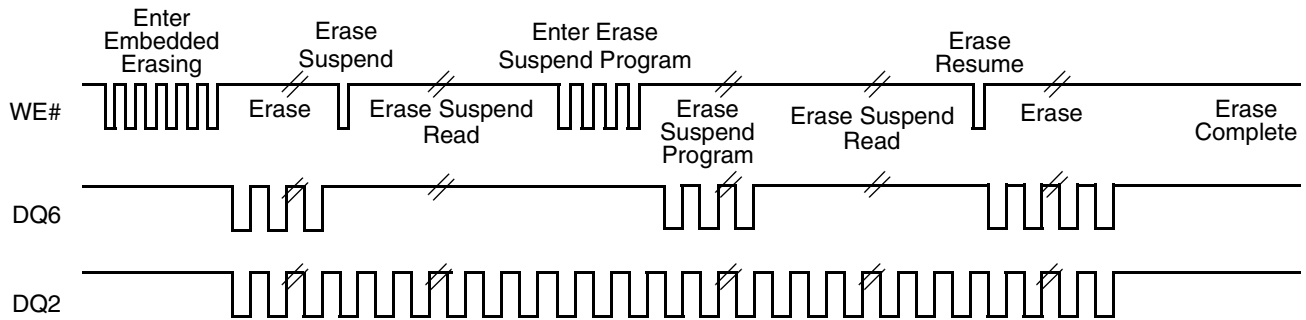 Enter
Embedded
Erasing
Erase
Suspend
Enter Erase
Suspend Program
Erase
Resume
WE#
Erase
Erase Suspend
Read
Erase
Suspend
Program
Erase Suspend
Read
Erase
Erase
Complete
DQ6
DQ2